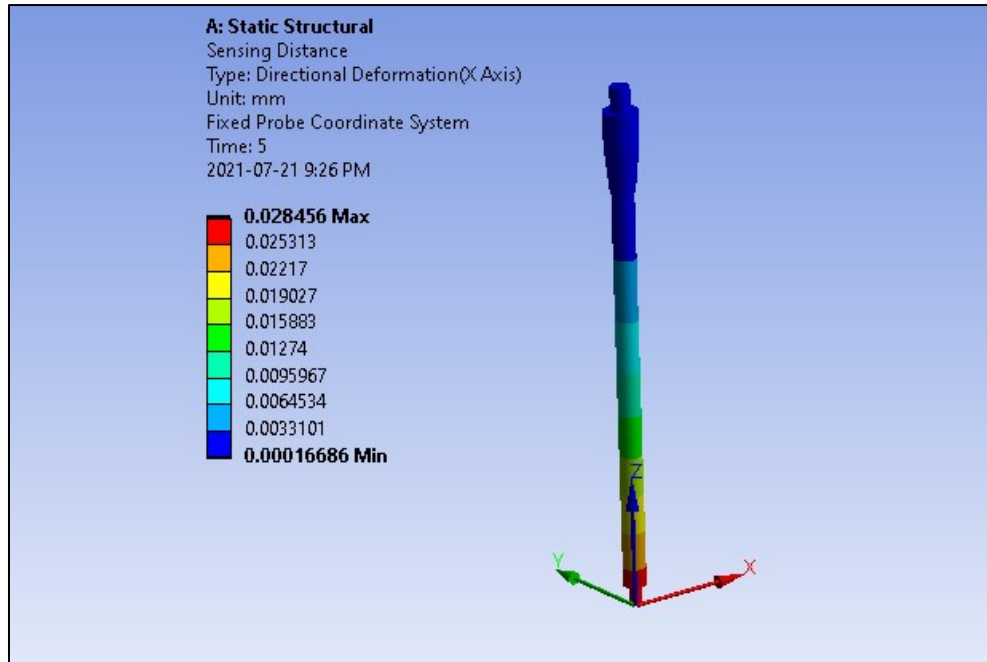 A: Static Structural
Sensing Distance
Type: Directional Deformation(X Axis)
Unit: mm
Fixed Probe Coordinate System
Time: 5
2021-07-21 9:26 PM
0.028456 Max
0.025313
0.02217
0.019027
0.015883
0.01274
0.0095967
0.0064534
0.0033101
0.00016686 Min
Z
Y
X